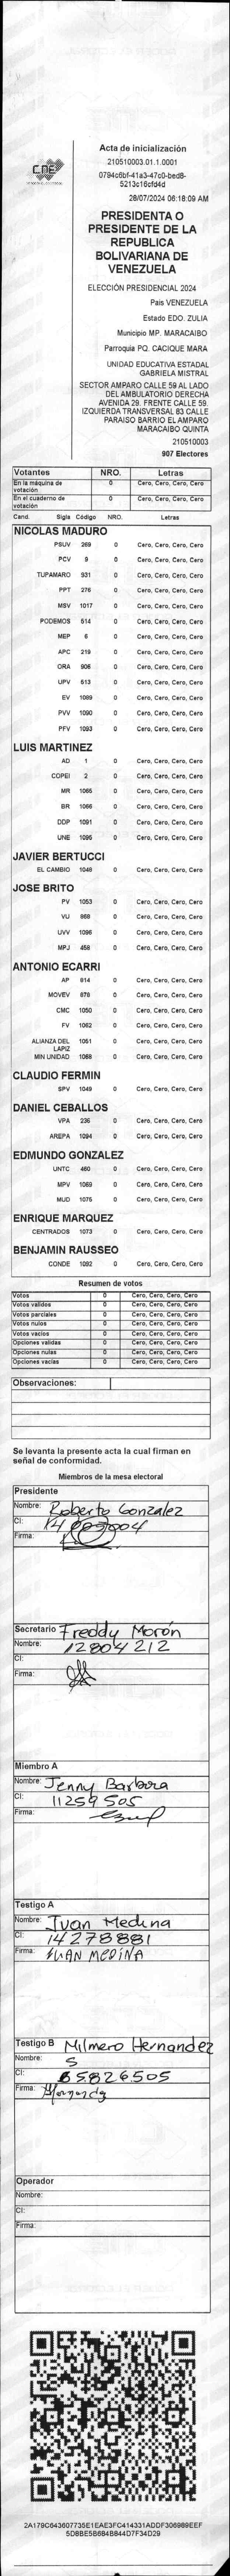 CNE
Acta de inicialización
210510003.01.1.0001
0794c6bf-41a3-47c0-bed8-
5213c16cfd4d
28/07/2024 06:18:09 AM
PRESIDENTA O
PRESIDENTE DE LA
REPUBLICA
BOLIVARIANA DE
VENEZUELA
ELECCIÓN PRESIDENCIAL 2024
Pais VENEZUELA
Estado EDO. ZULIA
Municipio MP. MARACAIBO
Parroquia PQ. CACIQUE MARA
UNIDAD EDUCATIVA ESTADAL
GABRIELA MISTRAL
SECTOR AMPARO CALLE 59 AL LADO
DEL AMBULATORIO DERECHA
AVENIDA 29. FRENTE CALLE 59.
IZQUIERDA TRANSVERSAL 83 CALLE
PARAISO BARRIO EL AMPARO
MARACAIBO QUINTA
210510003
907 Electores
Votantes NRO. Letras
En la máquina de votación 0 Cero, Cero, Cero, Cero
En el cuaderno de votación 0 Cero, Cero, Cero, Cero
Cand. Sigla Código NRO. Letras
NICOLAS MADURO
PSUV 269 0 Cero, Cero, Cero, Cero
PCV 9 0 Cero, Cero, Cero, Cero
TUPAMARO 931 0 Cero, Cero, Cero, Cero
PPT 276 0 Cero, Cero, Cero, Cero
MSV 1017 0 Cero, Cero, Cero, Cero
PODEMOS 514 0 Cero, Cero, Cero, Cero
MEP 6 0 Cero, Cero, Cero, Cero
APC 219 0 Cero, Cero, Cero, Cero
ORA 906 0 Cero, Cero, Cero, Cero
UPV 513 0 Cero, Cero, Cero, Cero
EV 1089 0 Cero, Cero, Cero, Cero
PVV 1090 0 Cero, Cero, Cero, Cero
PFV 1093 0 Cero, Cero, Cero, Cero
LUIS MARTINEZ
AD 1 0 Cero, Cero, Cero, Cero
COPEI 2 0 Cero, Cero, Cero, Cero
MR 1065 0 Cero, Cero, Cero, Cero
BR 1066 0 Cero, Cero, Cero, Cero
DDP 1091 0 Cero, Cero, Cero, Cero
UNE 1095 0 Cero, Cero, Cero, Cero
JAVIER BERTUCCI
EL CAMBIO 1048 0 Cero, Cero, Cero, Cero
JOSE BRITO
PV 1053 0 Cero, Cero, Cero, Cero
VU 868 0 Cero, Cero, Cero, Cero
UVV 1096 0 Cero, Cero, Cero, Cero
MPJ 458 0 Cero, Cero, Cero, Cero
ANTONIO ECARRI
AP 814 0 Cero, Cero, Cero, Cero
MOVEV 878 0 Cero, Cero, Cero, Cero
CMC 1050 0 Cero, Cero, Cero, Cero
FV 1062 0 Cero, Cero, Cero, Cero
ALIANZA DEL 1051 0 Cero, Cero, Cero, Cero
LAPIZ
MIN UNIDAD 1068 0 Cero, Cero, Cero, Cero
CLAUDIO FERMIN
SPV 1049 0 Cero, Cero, Cero, Cero
DANIEL CEBALLOS
VPA 236 0 Cero, Cero, Cero, Cero
AREPA 1094 0 Cero, Cero, Cero, Cero
EDMUNDO GONZALEZ
UNTC 460 0 Cero, Cero, Cero, Cero
MPV 1069 0 Cero, Cero, Cero, Cero
MUD 1075 0 Cero, Cero, Cero, Cero
ENRIQUE MARQUEZ
CENTRADOS 1073 0 Cero, Cero, Cero, Cero
BENJAMIN RAUSSEO
CONDE 1092 0 Cero, Cero, Cero, Cero
Resumen de votos
Votos 0 Cero, Cero, Cero, Cero
Votos validos 0 Cero, Cero, Cero, Cero
Votos parciales 0 Cero, Cero, Cero, Cero
Votos nulos 0 Cero, Cero, Cero, Cero
Votos vacíos 0 Cero, Cero, Cero, Cero
Opciones validas 0 Cero, Cero, Cero, Cero
Opciones nulas 0 Cero, Cero, Cero, Cero
Opciones vacías 0 Cero, Cero, Cero, Cero
Observaciones:
Se levanta la presente acta la cual firman en
señal de conformidad.
Miembros de la mesa electoral
Presidente
Nombre: Roberto Gonzalez
CI:
Firma:
Secretario Freddy Morón
Nombre: 12804212
CI:
Firma:
Miembro A
Nombre: Jenny Barbora
CI: 11259505
Firma:
Testigo A
Nombre: Ivan Medina
CI: 14278881
Firma: IVAN MEDINA
Testigo B Milmero Hernandez
Nombre: S
CI: 5826505
Firma: Hernandez
Operador
Nombre:
CI:
Firma:
2A179C643607735E1EAE3FC414331ADDF306989EEF
5D8BE5B684B844D7F34D29